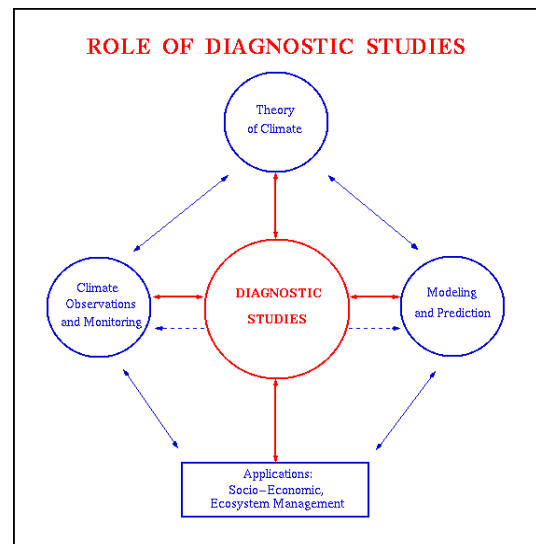 ROLE OF DIAGNOSTIC STUDIES
Theory
of Climate
Climate
Observations
and Monitoring
DIAGNOSTIC
STUDIES
Modeling
and Prediction
Applications:
Socio-Economic,
Ecosystem Management